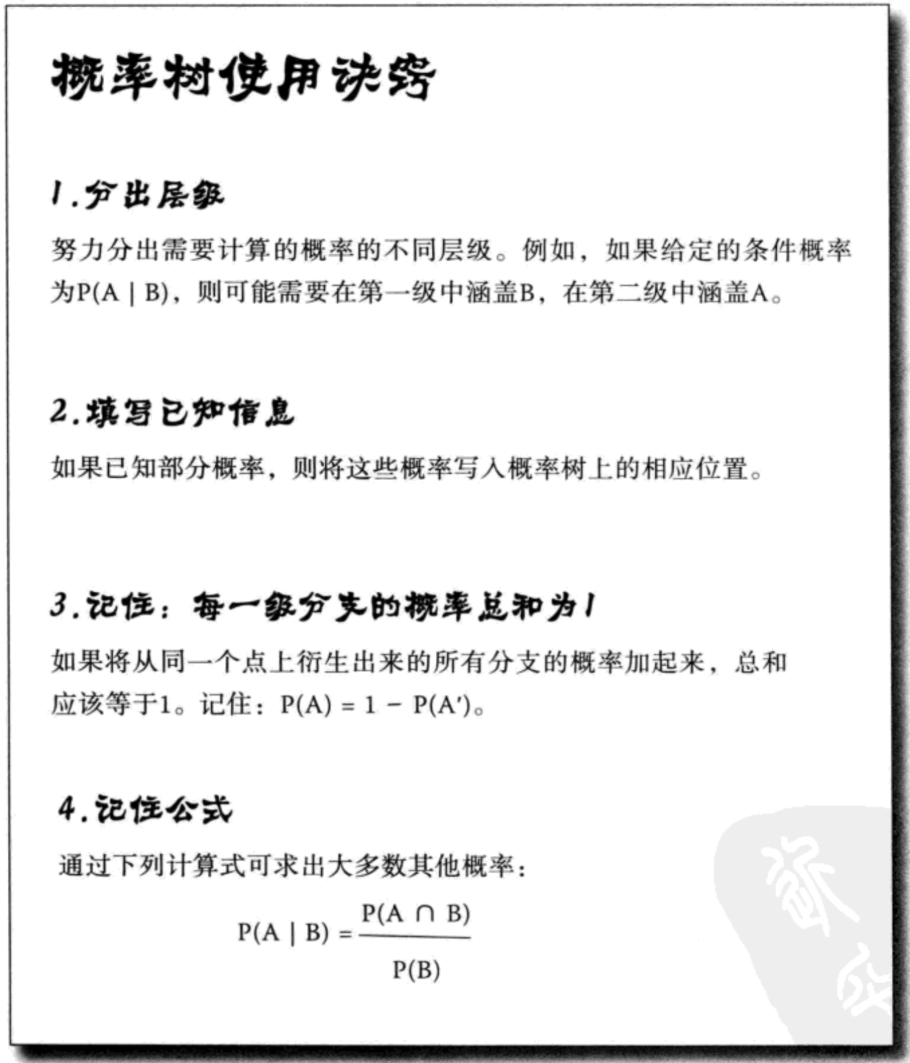 概率树使用诀窍
1.分出层级
努力分出需要计算的概率的不同层级。例如，如果给定的条件概率
为P(A | B)，则可能需要在第一级中涵盖B，在第二级中涵盖A。
2.填写已知信息
如果已知部分概率，则将这些概率写入概率树上的相应位置。
3.记住：每一级分支的概率总和为1
如果将从同一个点上衍生出来的所有分支的概率加起来，总和
应该等于1。记住：P(A) = 1 − P(A′)。
4.记住公式
通过下列计算式可求出大多数其他概率：
P(A | B) = P(A ∩ B)
P(B)